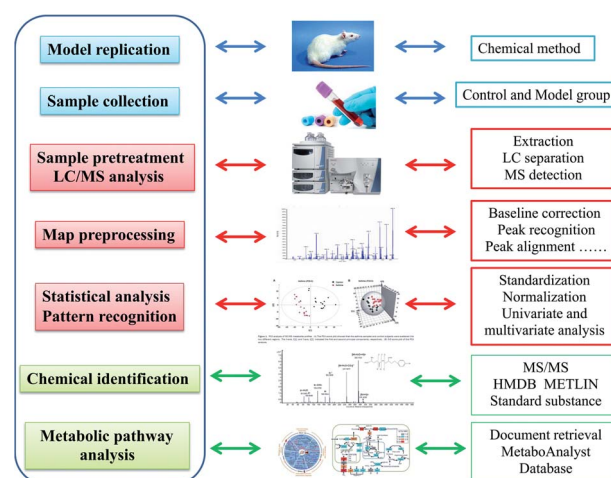 Model replication
Chemical method
Sample collection
Control and Model group
Sample pretreatment
LC/MS analysis
Extraction
LC separation
MS detection
Map preprocessing
Baseline correction
Peak recognition
Peak alignment ......
Statistical analysis
Pattern recognition
Standardization
Normalization
Univariate and
multivariate analysis
Chemical identification
MS/MS
HMDB METLIN
Standard substance
Metabolic pathway
analysis
Document retrieval
MetaboAnalyst
Database